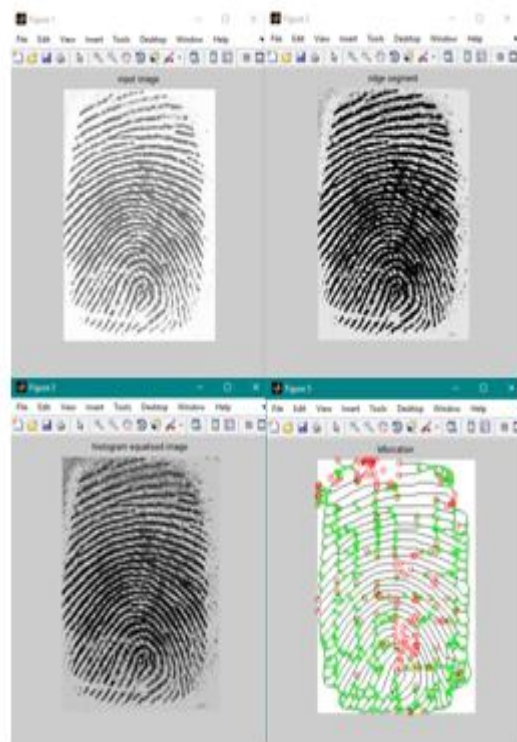 Figure 1
File Edit View Insert Tools Desktop Window Help
input image
Figure 2
File Edit View Insert Tools Desktop Window Help
ridge segment
Figure 3
File Edit View Insert Tools Desktop Window Help
histogram equalised image
Figure 5
File Edit View Insert Tools Desktop Window Help
bifurcation